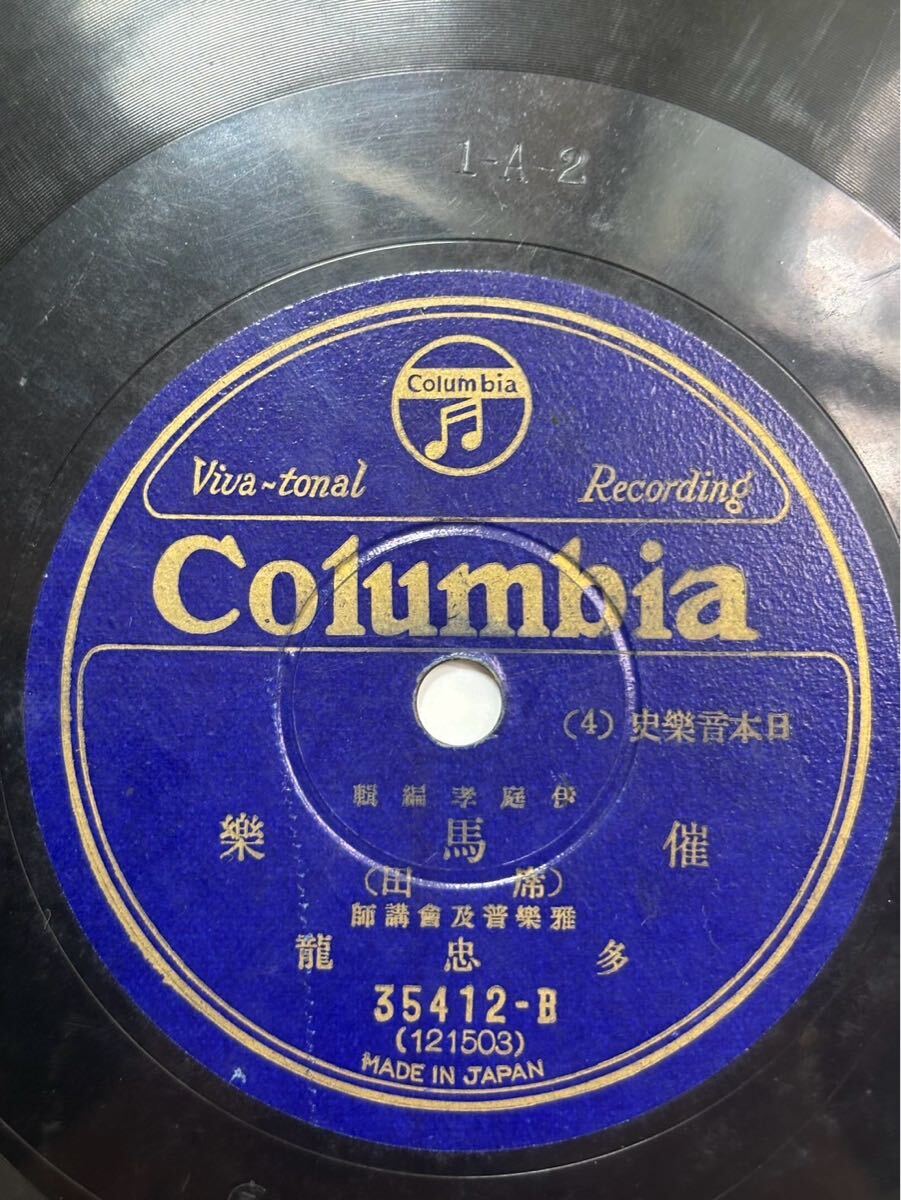 1-A-2
Columbia
Viva-tonal Recording
Columbia
日本音樂史 (4)
伊庭孝編輯
催馬樂
(席田)
雅樂普及會講師
多忠龍
35412-B
(121503)
MADE IN JAPAN
A